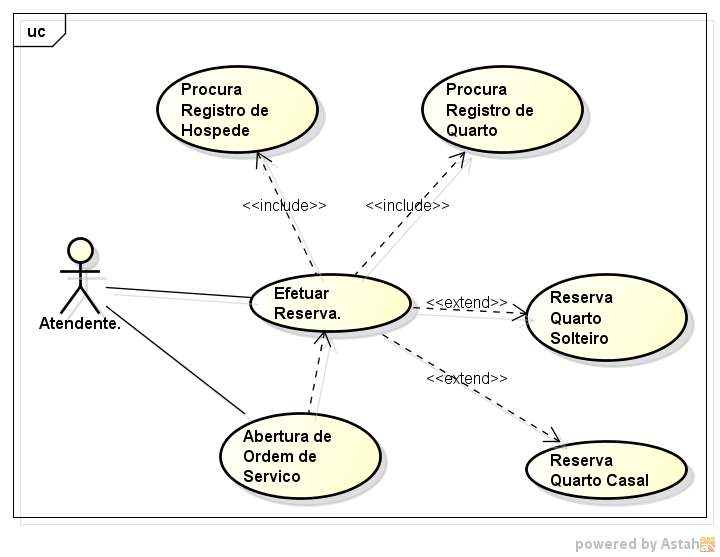 uc
Procura
Registro de
Hospede
Procura
Registro de
Quarto
<<include>>
<<include>>
Atendente.
Efetuar
Reserva.
<<extend>>
Reserva
Quarto
Solteiro
<<extend>>
Abertura de
Ordem de
Servico
Reserva
Quarto Casal
powered by Astah